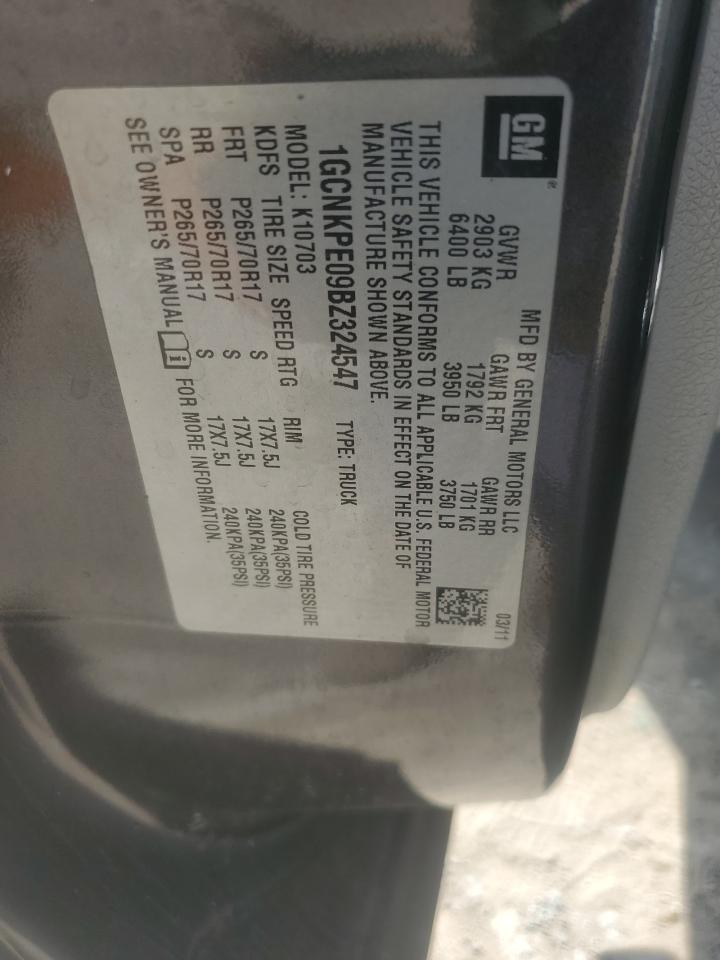 GM®
MFD BY GENERAL MOTORS LLC 03/11
GVWR GAWR FRT GAWR RR
2903 KG 1792 KG 1701 KG
6400 LB 3950 LB 3750 LB
THIS VEHICLE CONFORMS TO ALL APPLICABLE U.S. FEDERAL MOTOR
VEHICLE SAFETY STANDARDS IN EFFECT ON THE DATE OF
MANUFACTURE SHOWN ABOVE.
1GCNKPE09BZ324547 TYPE: TRUCK
MODEL: K10703
KDFS TIRE SIZE SPEED RTG RIM COLD TIRE PRESSURE
FRT P265/70R17 S 17X7.5J 240KPA(35PSI)
RR P265/70R17 S 17X7.5J 240KPA(35PSI)
SPA P265/70R17 S 17X7.5J 240KPA(35PSI)
SEE OWNER'S MANUAL FOR MORE INFORMATION.